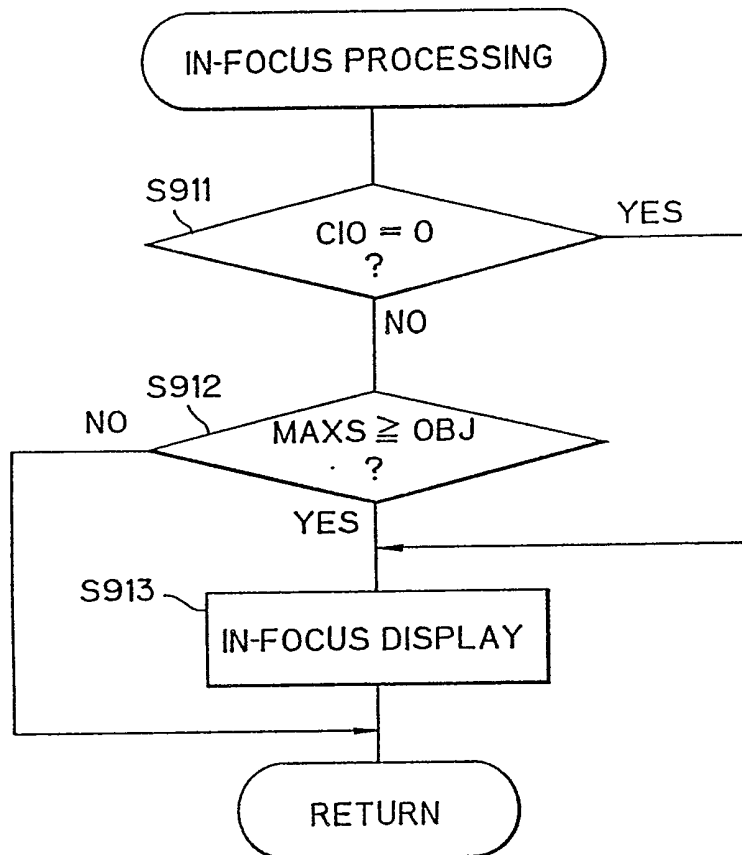 IN-FOCUS PROCESSING
S911
CIO = 0
?
YES
NO
S912
NO
MAXS ≧ OBJ
?
YES
S913
IN-FOCUS DISPLAY
RETURN